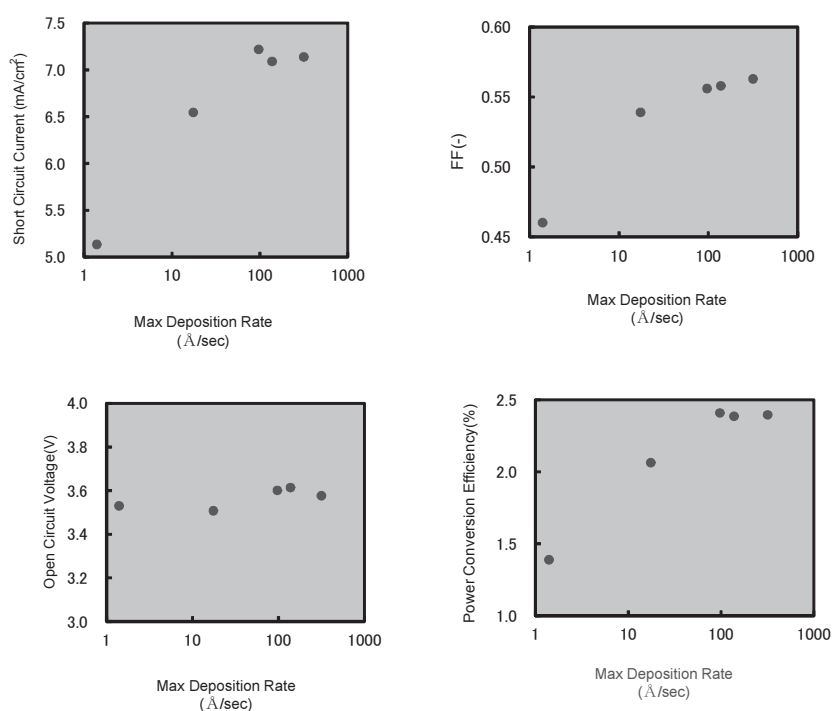 7.5
7.0
6.5
6.0
5.5
5.0
Short Circuit Current (mA/cm²)
1 10 100 1000
Max Deposition Rate
(Å/sec)
0.60
0.55
0.50
0.45
FF(-)
1 10 100 1000
Max Deposition Rate
(Å/sec)
4.0
3.8
3.6
3.4
3.2
3.0
Open Circuit Voltage(V)
1 10 100 1000
Max Deposition Rate
(Å/sec)
2.5
2.0
1.5
1.0
Power Conversion Efficiency(%)
1 10 100 1000
Max Deposition Rate
(Å/sec)